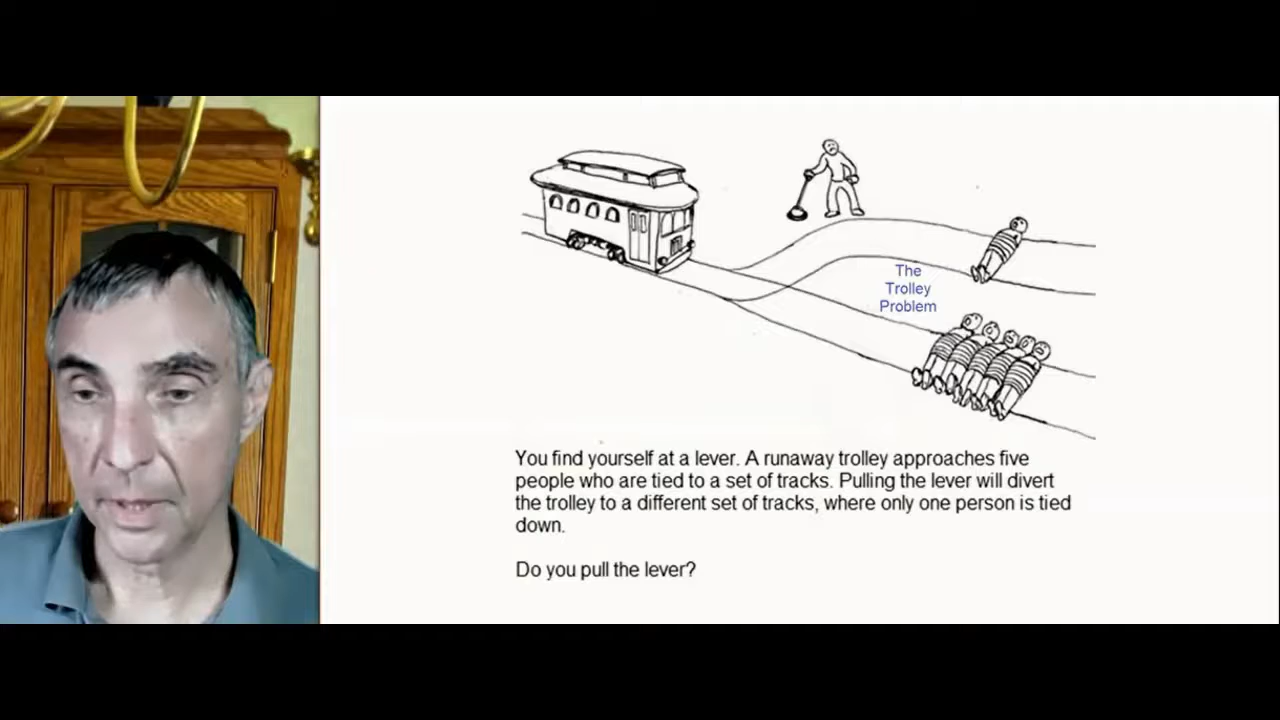 The
Trolley
Problem
You find yourself at a lever. A runaway trolley approaches five
people who are tied to a set of tracks. Pulling the lever will divert
the trolley to a different set of tracks, where only one person is tied
down.
Do you pull the lever?